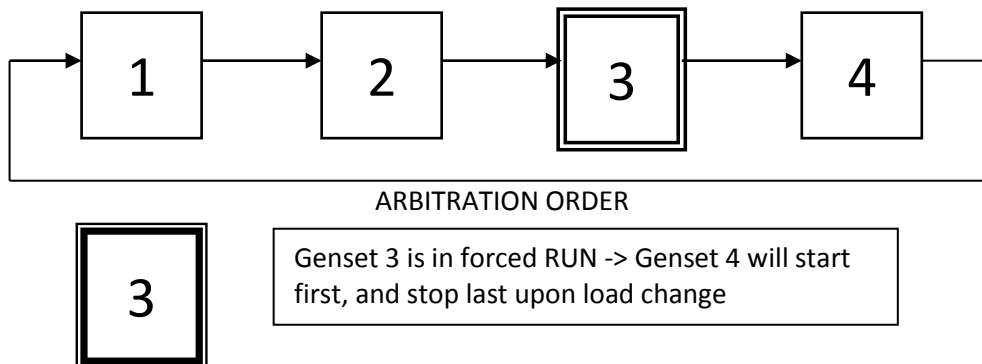 1 2 3 4
ARBITRATION ORDER
3
Genset 3 is in forced RUN -> Genset 4 will start
first, and stop last upon load change